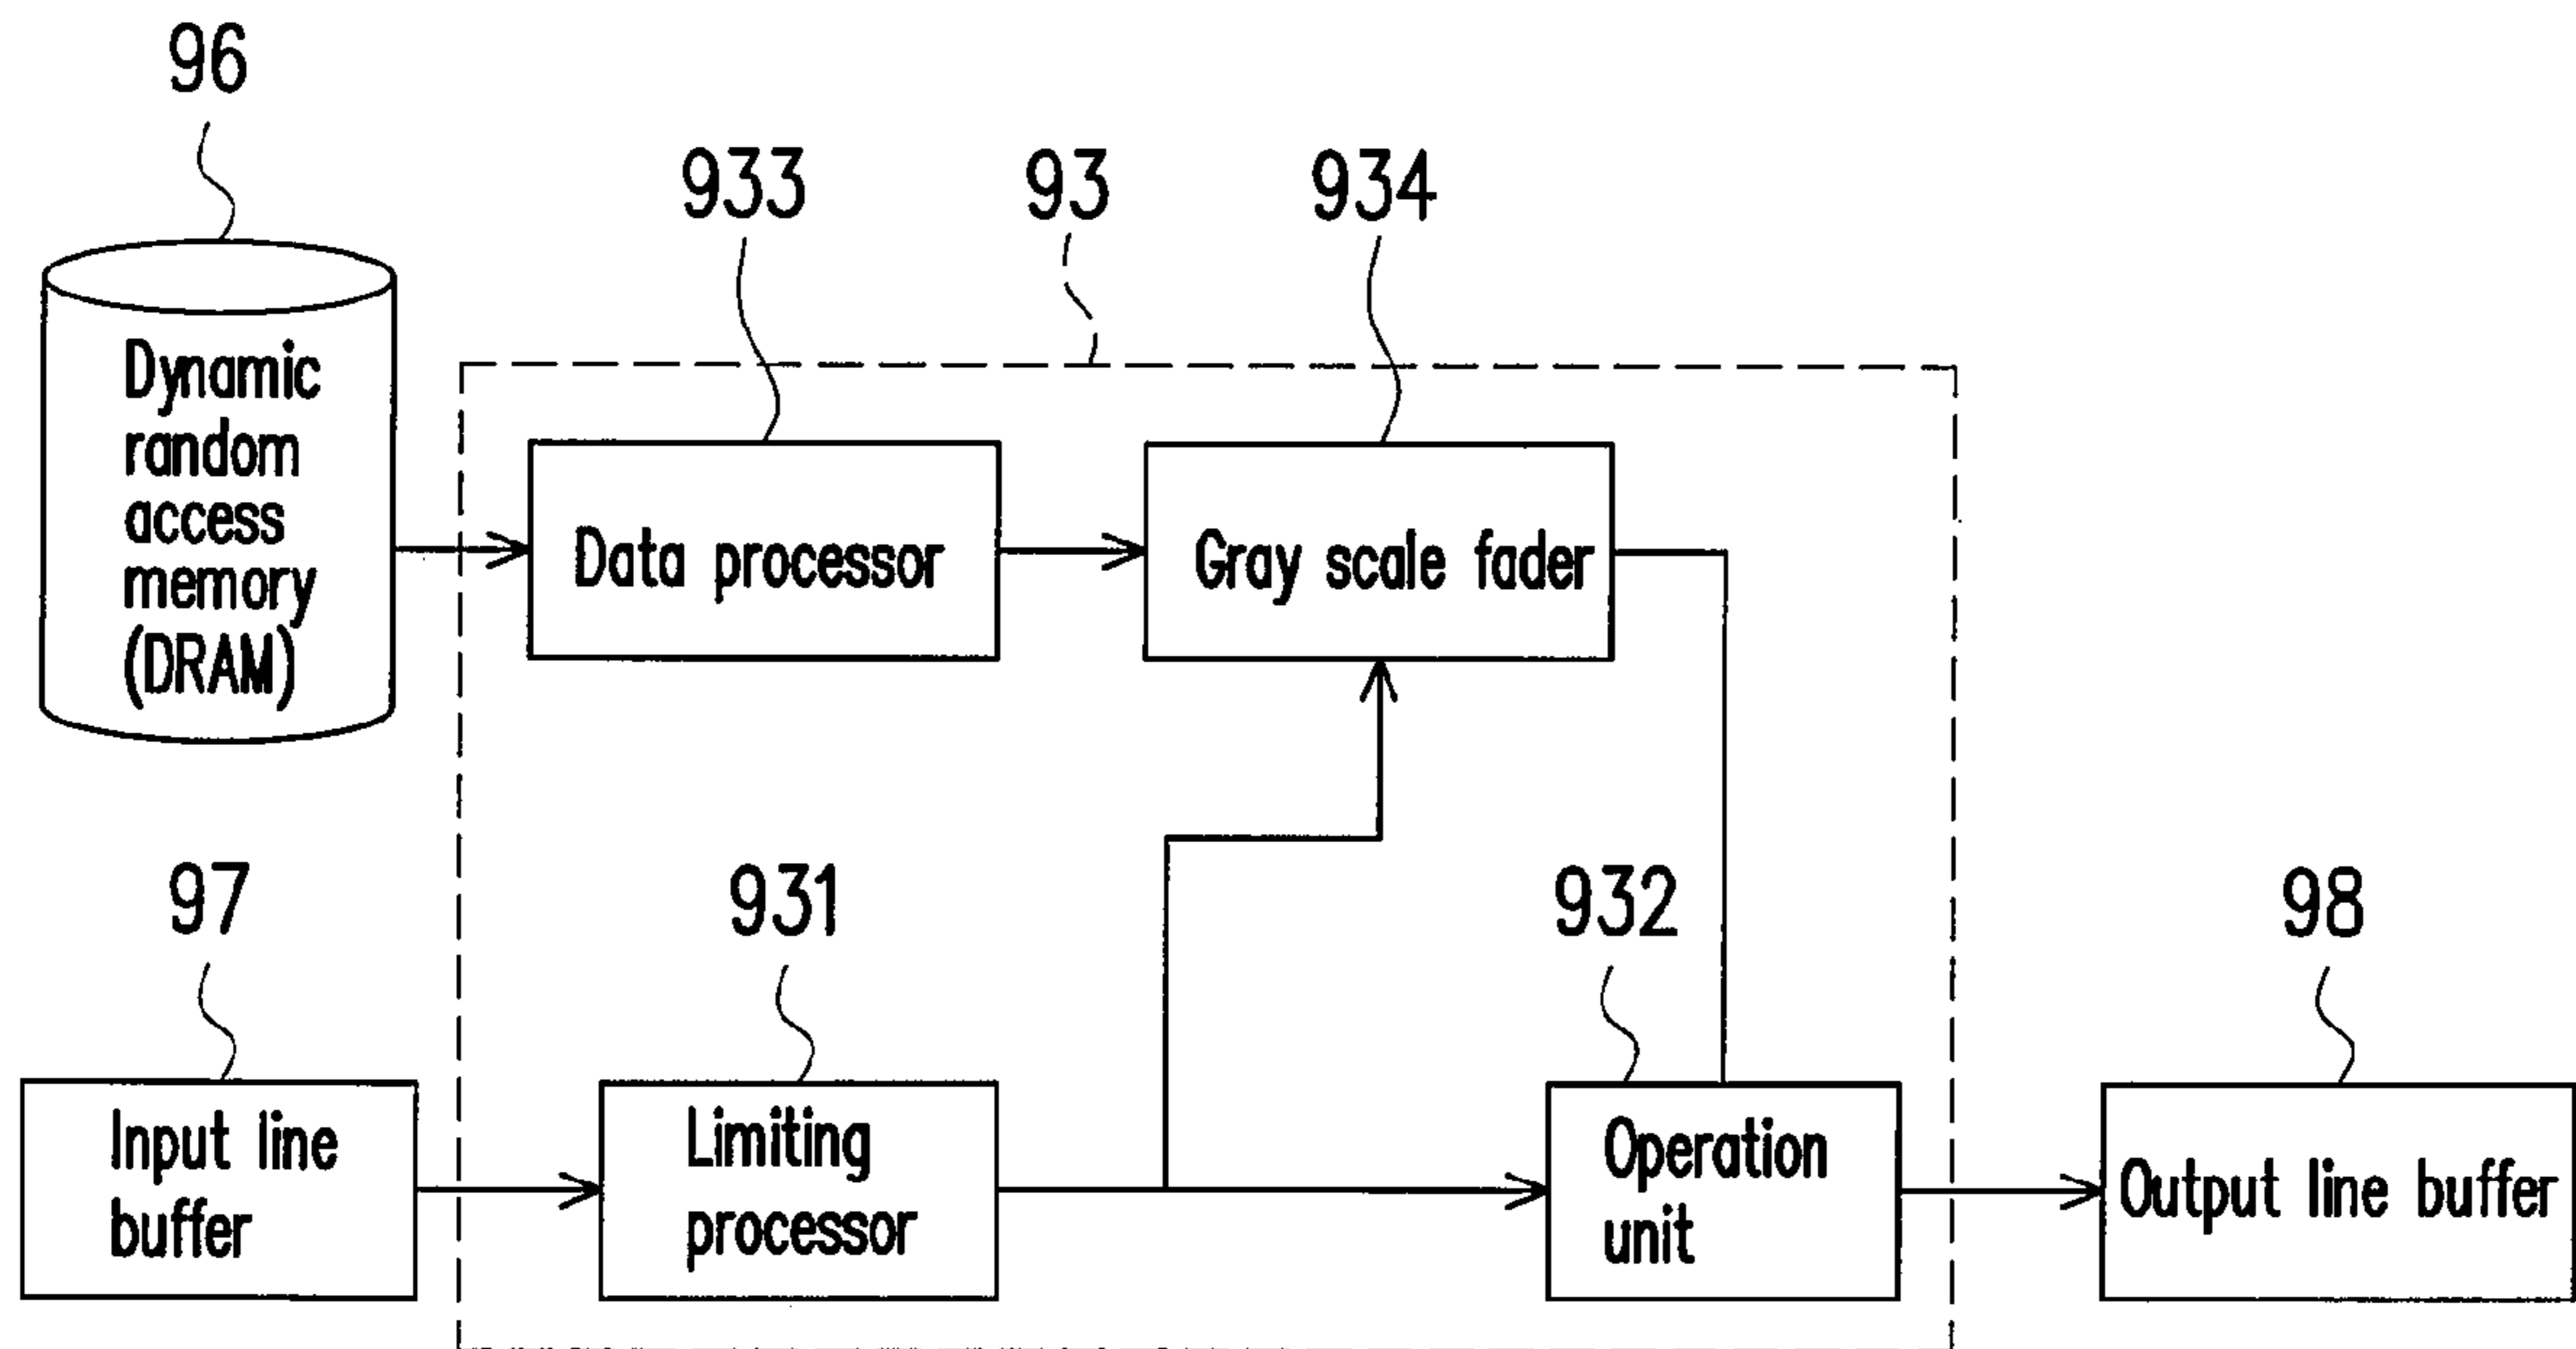 96
933
93
934
Dynamic
random
access
memory
(DRAM)
Data processor
Gray scale fader
97
931
932
98
Input line
buffer
Limiting
processor
Operation
unit
Output line buffer